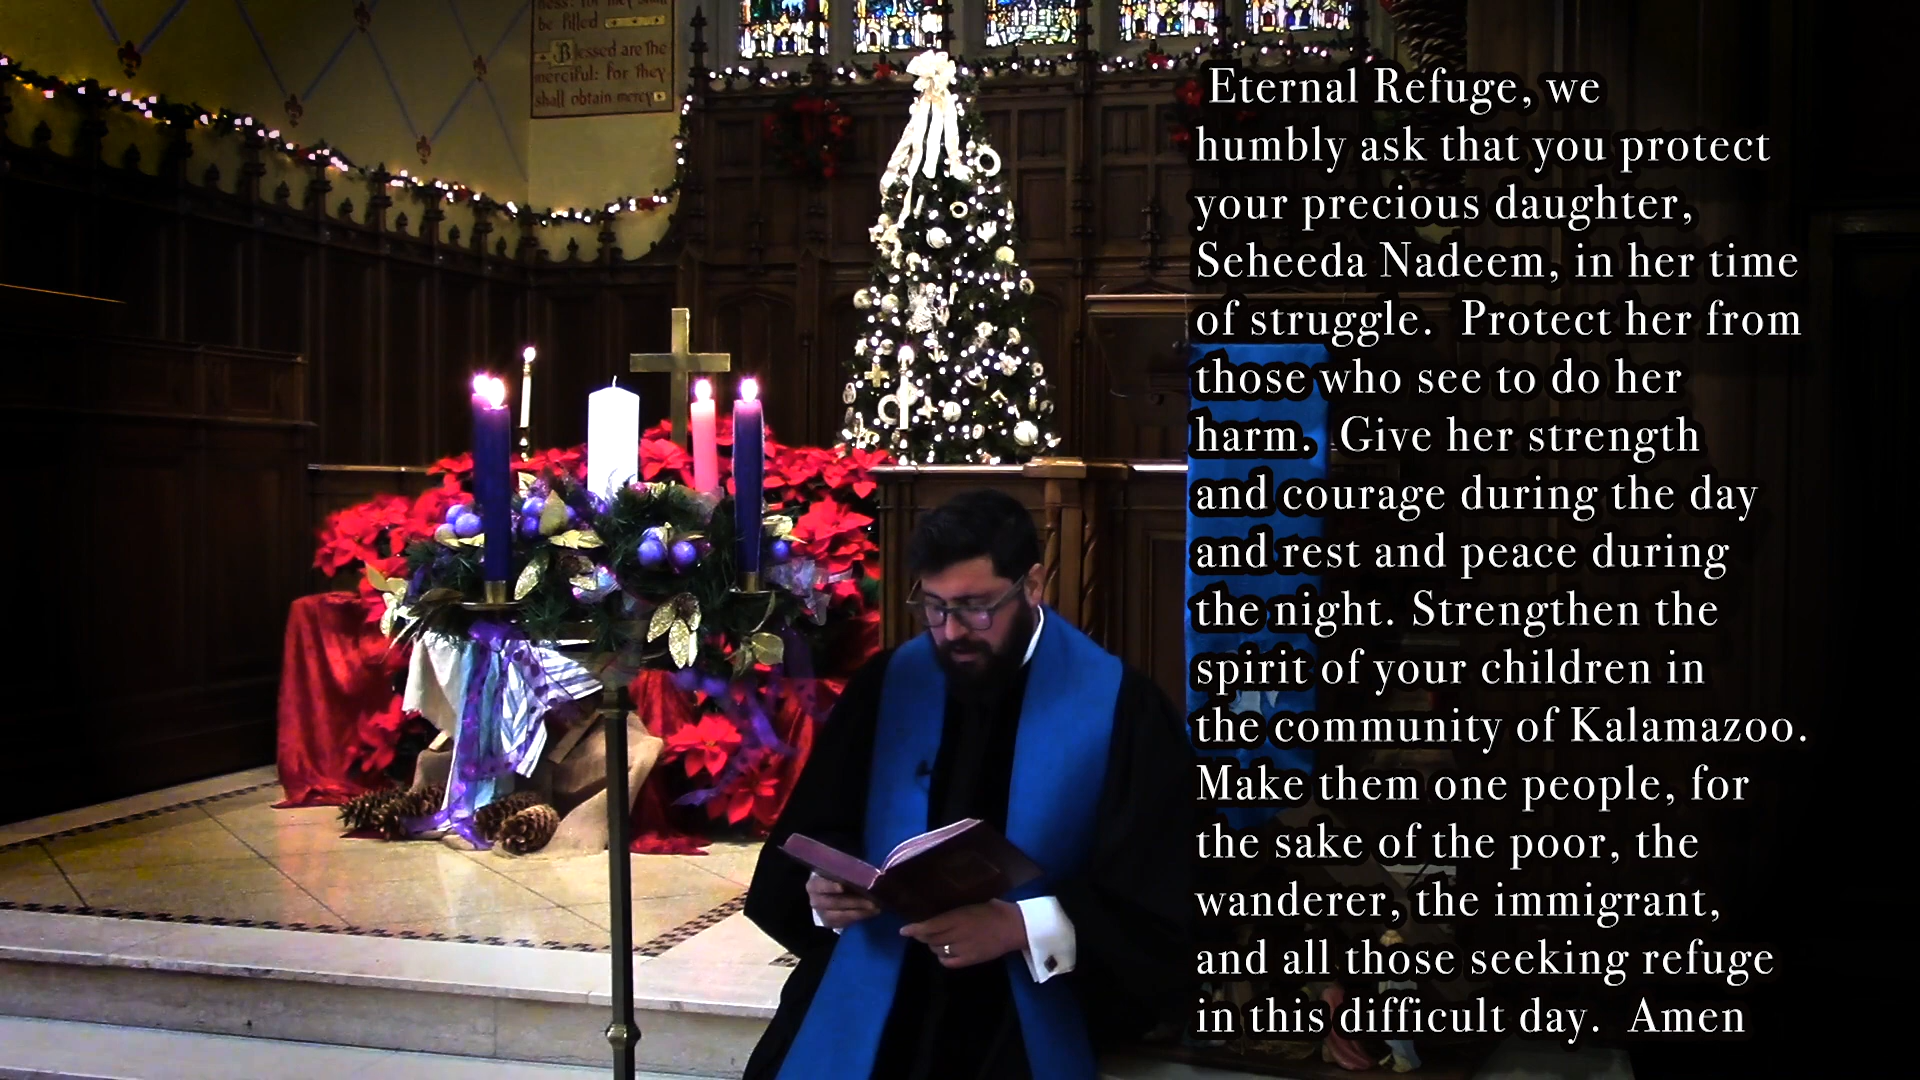 be filled
Blessed are the
merciful: for they
shall obtain mercy
Eternal Refuge, we
humbly ask that you protect
your precious daughter,
Seheeda Nadeem, in her time
of struggle. Protect her from
those who see to do her
harm. Give her strength
and courage during the day
and rest and peace during
the night. Strengthen the
spirit of your children in
the community of Kalamazoo.
Make them one people, for
the sake of the poor, the
wanderer, the immigrant,
and all those seeking refuge
in this difficult day. Amen